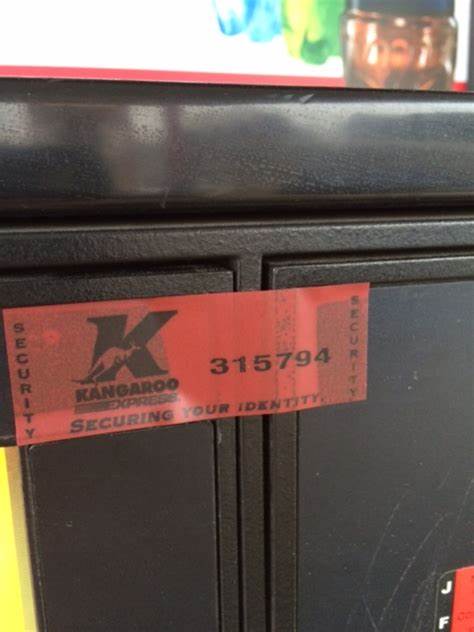 SECURITY
K
KANGAROO
EXPRESS.
315794
SECURING YOUR IDENTITY.
SECURITY
J
F